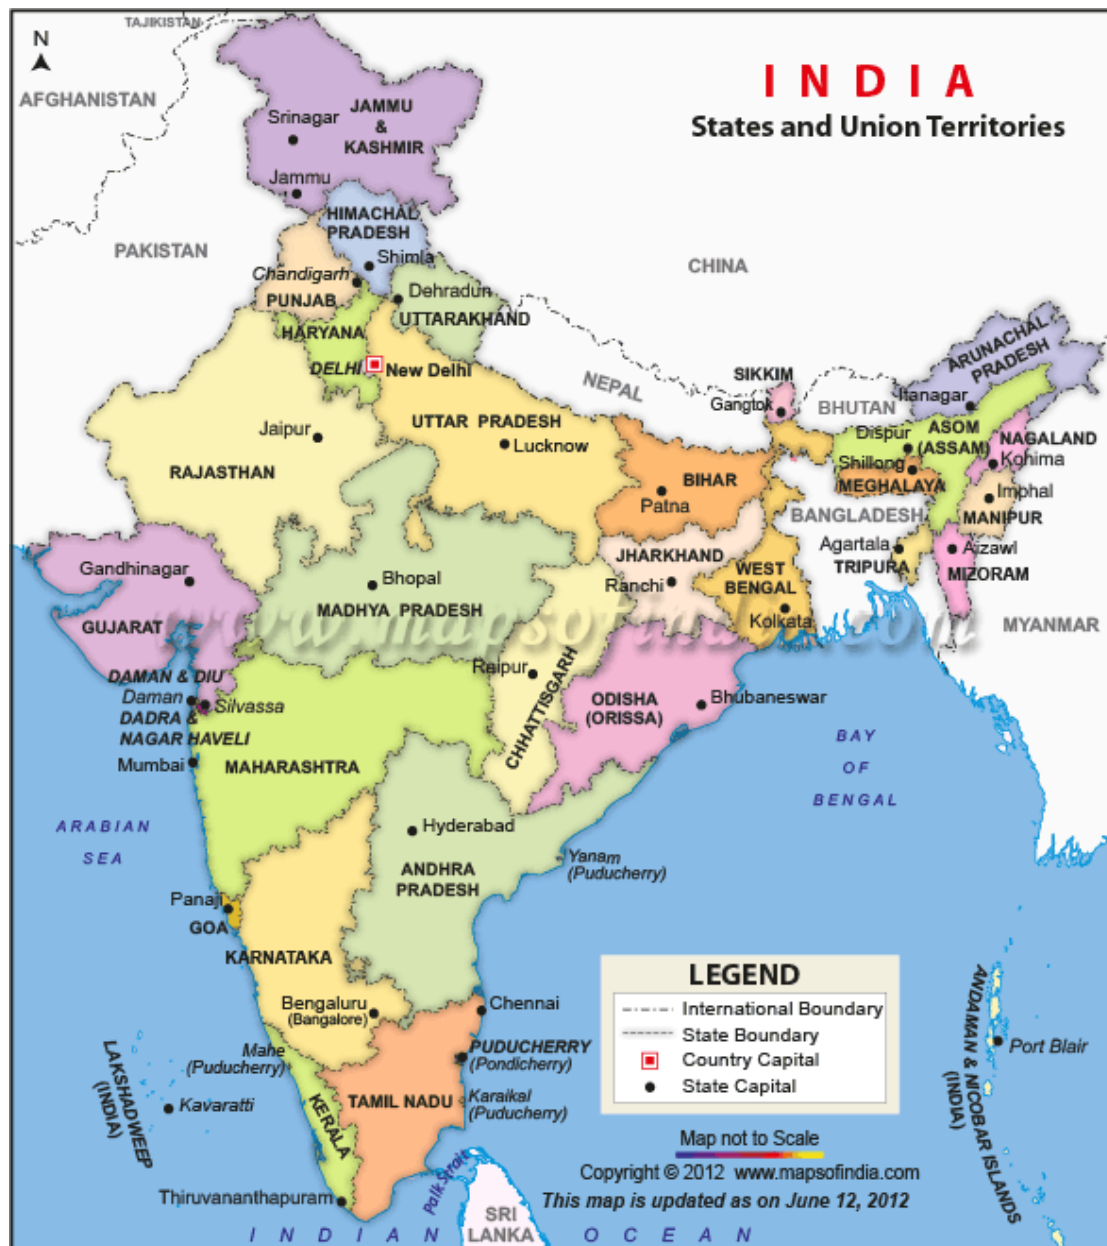 TAJIKISTAN
N
AFGHANISTAN
I N D I A
States and Union Territories
JAMMU
&
KASHMIR
Srinagar
Jammu
HIMACHAL
PRADESH
PAKISTAN
Shimla
CHINA
Chandigarh
PUNJAB
Dehradun
UTTARAKHAND
HARYANA
DELHI
New Delhi
NEPAL
SIKKIM
Gangtok
BHUTAN
ARUNACHAL
PRADESH
Itanagar
UTTAR PRADESH
Lucknow
Jaipur
RAJASTHAN
Dispur
ASOM
(ASSAM)
NAGALAND
Kohima
Shillong
MEGHALAYA
BIHAR
Patna
Imphal
MANIPUR
BANGLADESH
JHARKHAND
Ranchi
WEST
BENGAL
Kolkata
Agartala
TRIPURA
Aizawl
MIZORAM
Gandhinagar
GUJARAT
Bhopal
MADHYA PRADESH
www.mapsofindia.com
MYANMAR
Raipur
CHHATTISGARH
DAMAN & DIU
Daman
Silvassa
DADRA &
NAGAR HAVELI
Mumbai
MAHARASHTRA
ODISHA
(ORISSA)
Bhubaneswar
BAY
OF
BENGAL
ARABIAN
SEA
Hyderabad
ANDHRA
PRADESH
Yanam
(Puducherry)
Panaji
GOA
KARNATAKA
Bengaluru
(Bangalore)
Chennai
Mahe
(Puducherry)
PUDUCHERRY
(Pondicherry)
Karaikal
(Puducherry)
TAMIL NADU
KERALA
LAKSHADWEEP
(INDIA)
Kavaratti
Thiruvananthapuram
Palk Strait
SRI
LANKA
I N D I A N O C E A N
LEGEND
International Boundary
State Boundary
Country Capital
State Capital
ANDAMAN & NICOBAR ISLANDS
(INDIA)
Port Blair
Map not to Scale
Copyright © 2012 www.mapsofindia.com
This map is updated as on June 12, 2012